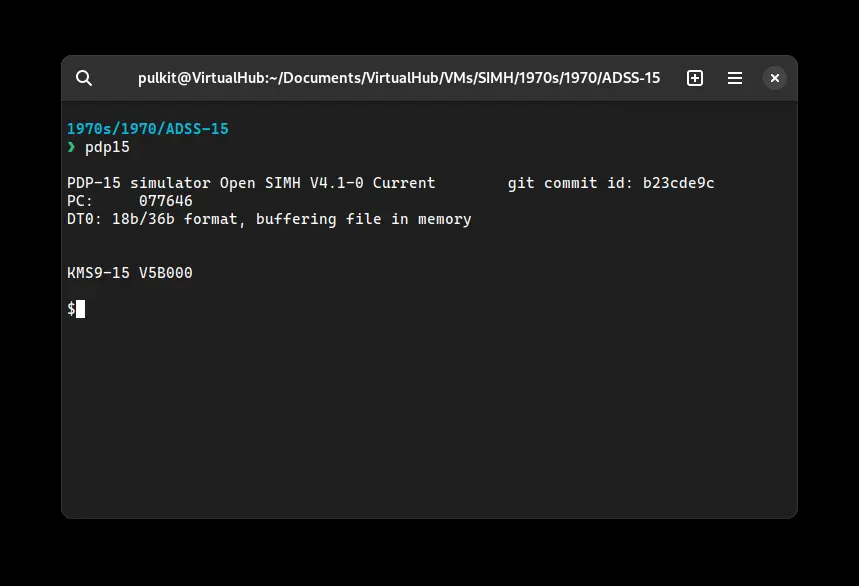 pulkit@VirtualHub:~/Documents/VirtualHub/VMs/SIMH/1970s/1970/ADSS-15
1970s/1970/ADSS-15
❯ pdp15
PDP-15 simulator Open SIMH V4.1-0 Current        git commit id: b23cde9c
PC:     077646
DT0: 18b/36b format, buffering file in memory
KMS9-15 V5B000
$